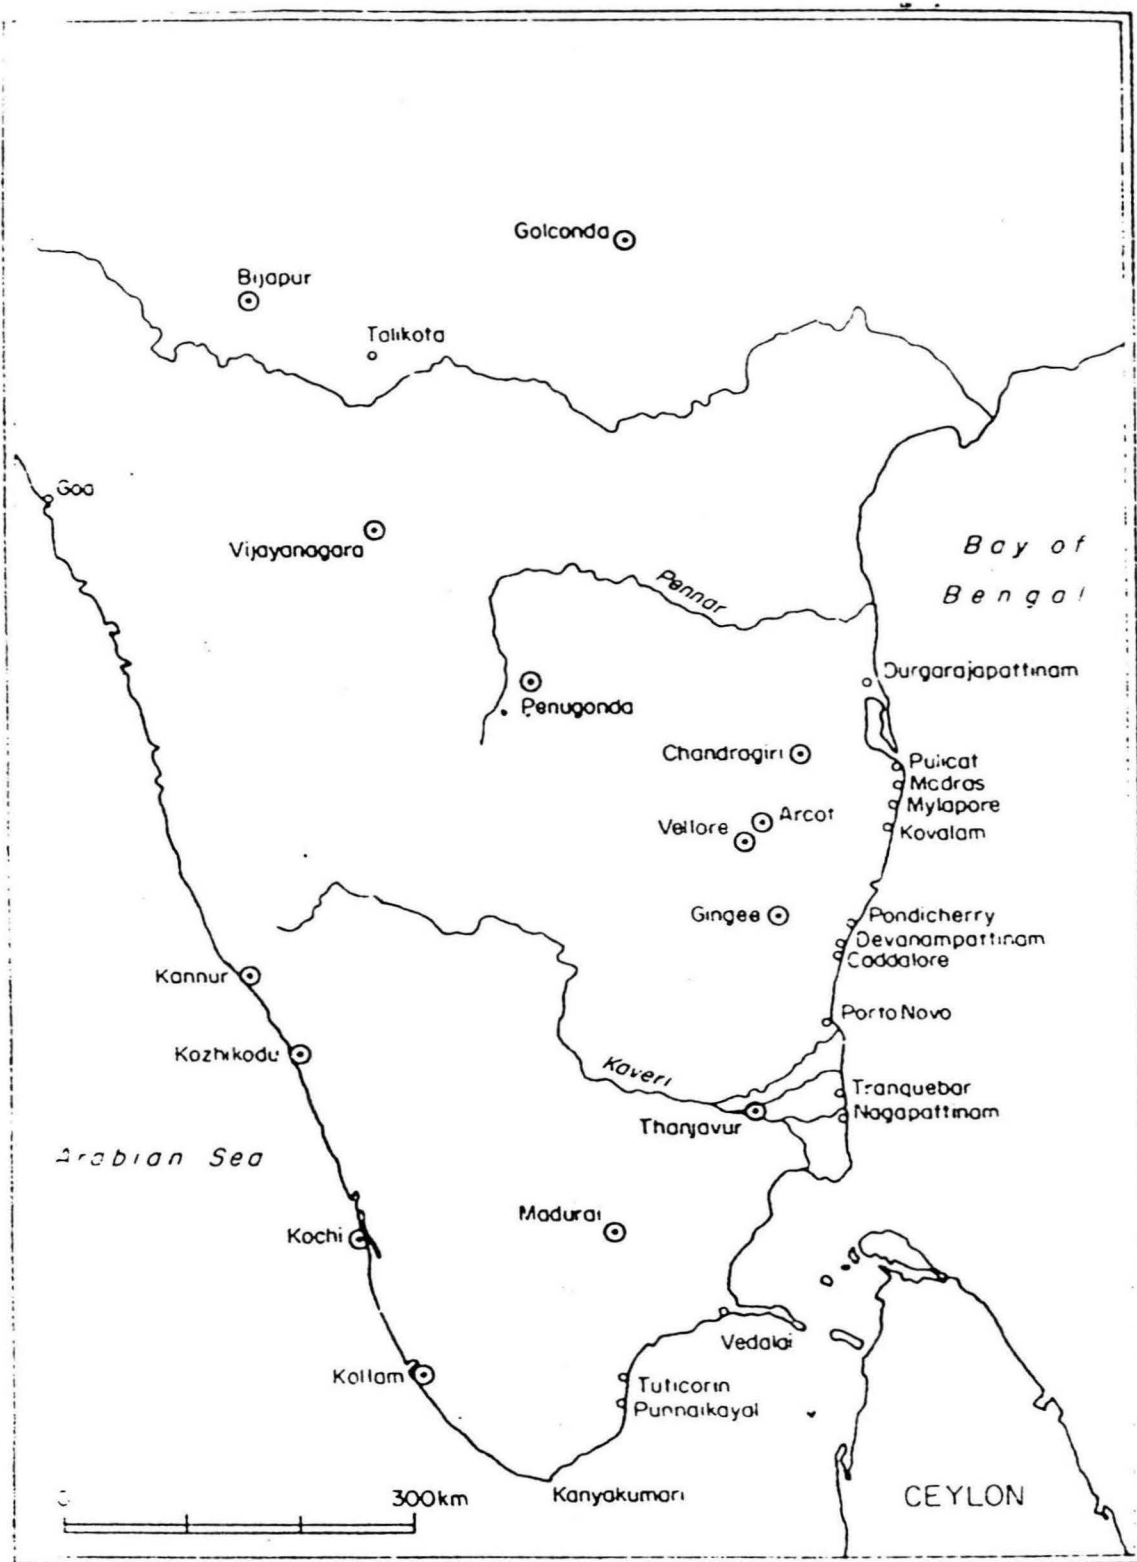 Golconda
Bijapur
Talikota
Goa
Vijayanagara
Bay of
Bengal
Pennar
Durgarajapattinam
Penugonda
Chandragiri
Pulicat
Madras
Mylapore
Arcot
Vellore
Kovalam
Gingee
Pondicherry
Devanampattinam
Caddalore
Kannur
Porto Novo
Kozhikodu
Kaveri
Tranquebar
Nagapattinam
Thanjavur
Arabian Sea
Madurai
Kochi
Vedalai
Kollam
Tuticorin
Punnaikayal
Kanyakumari
300km
CEYLON